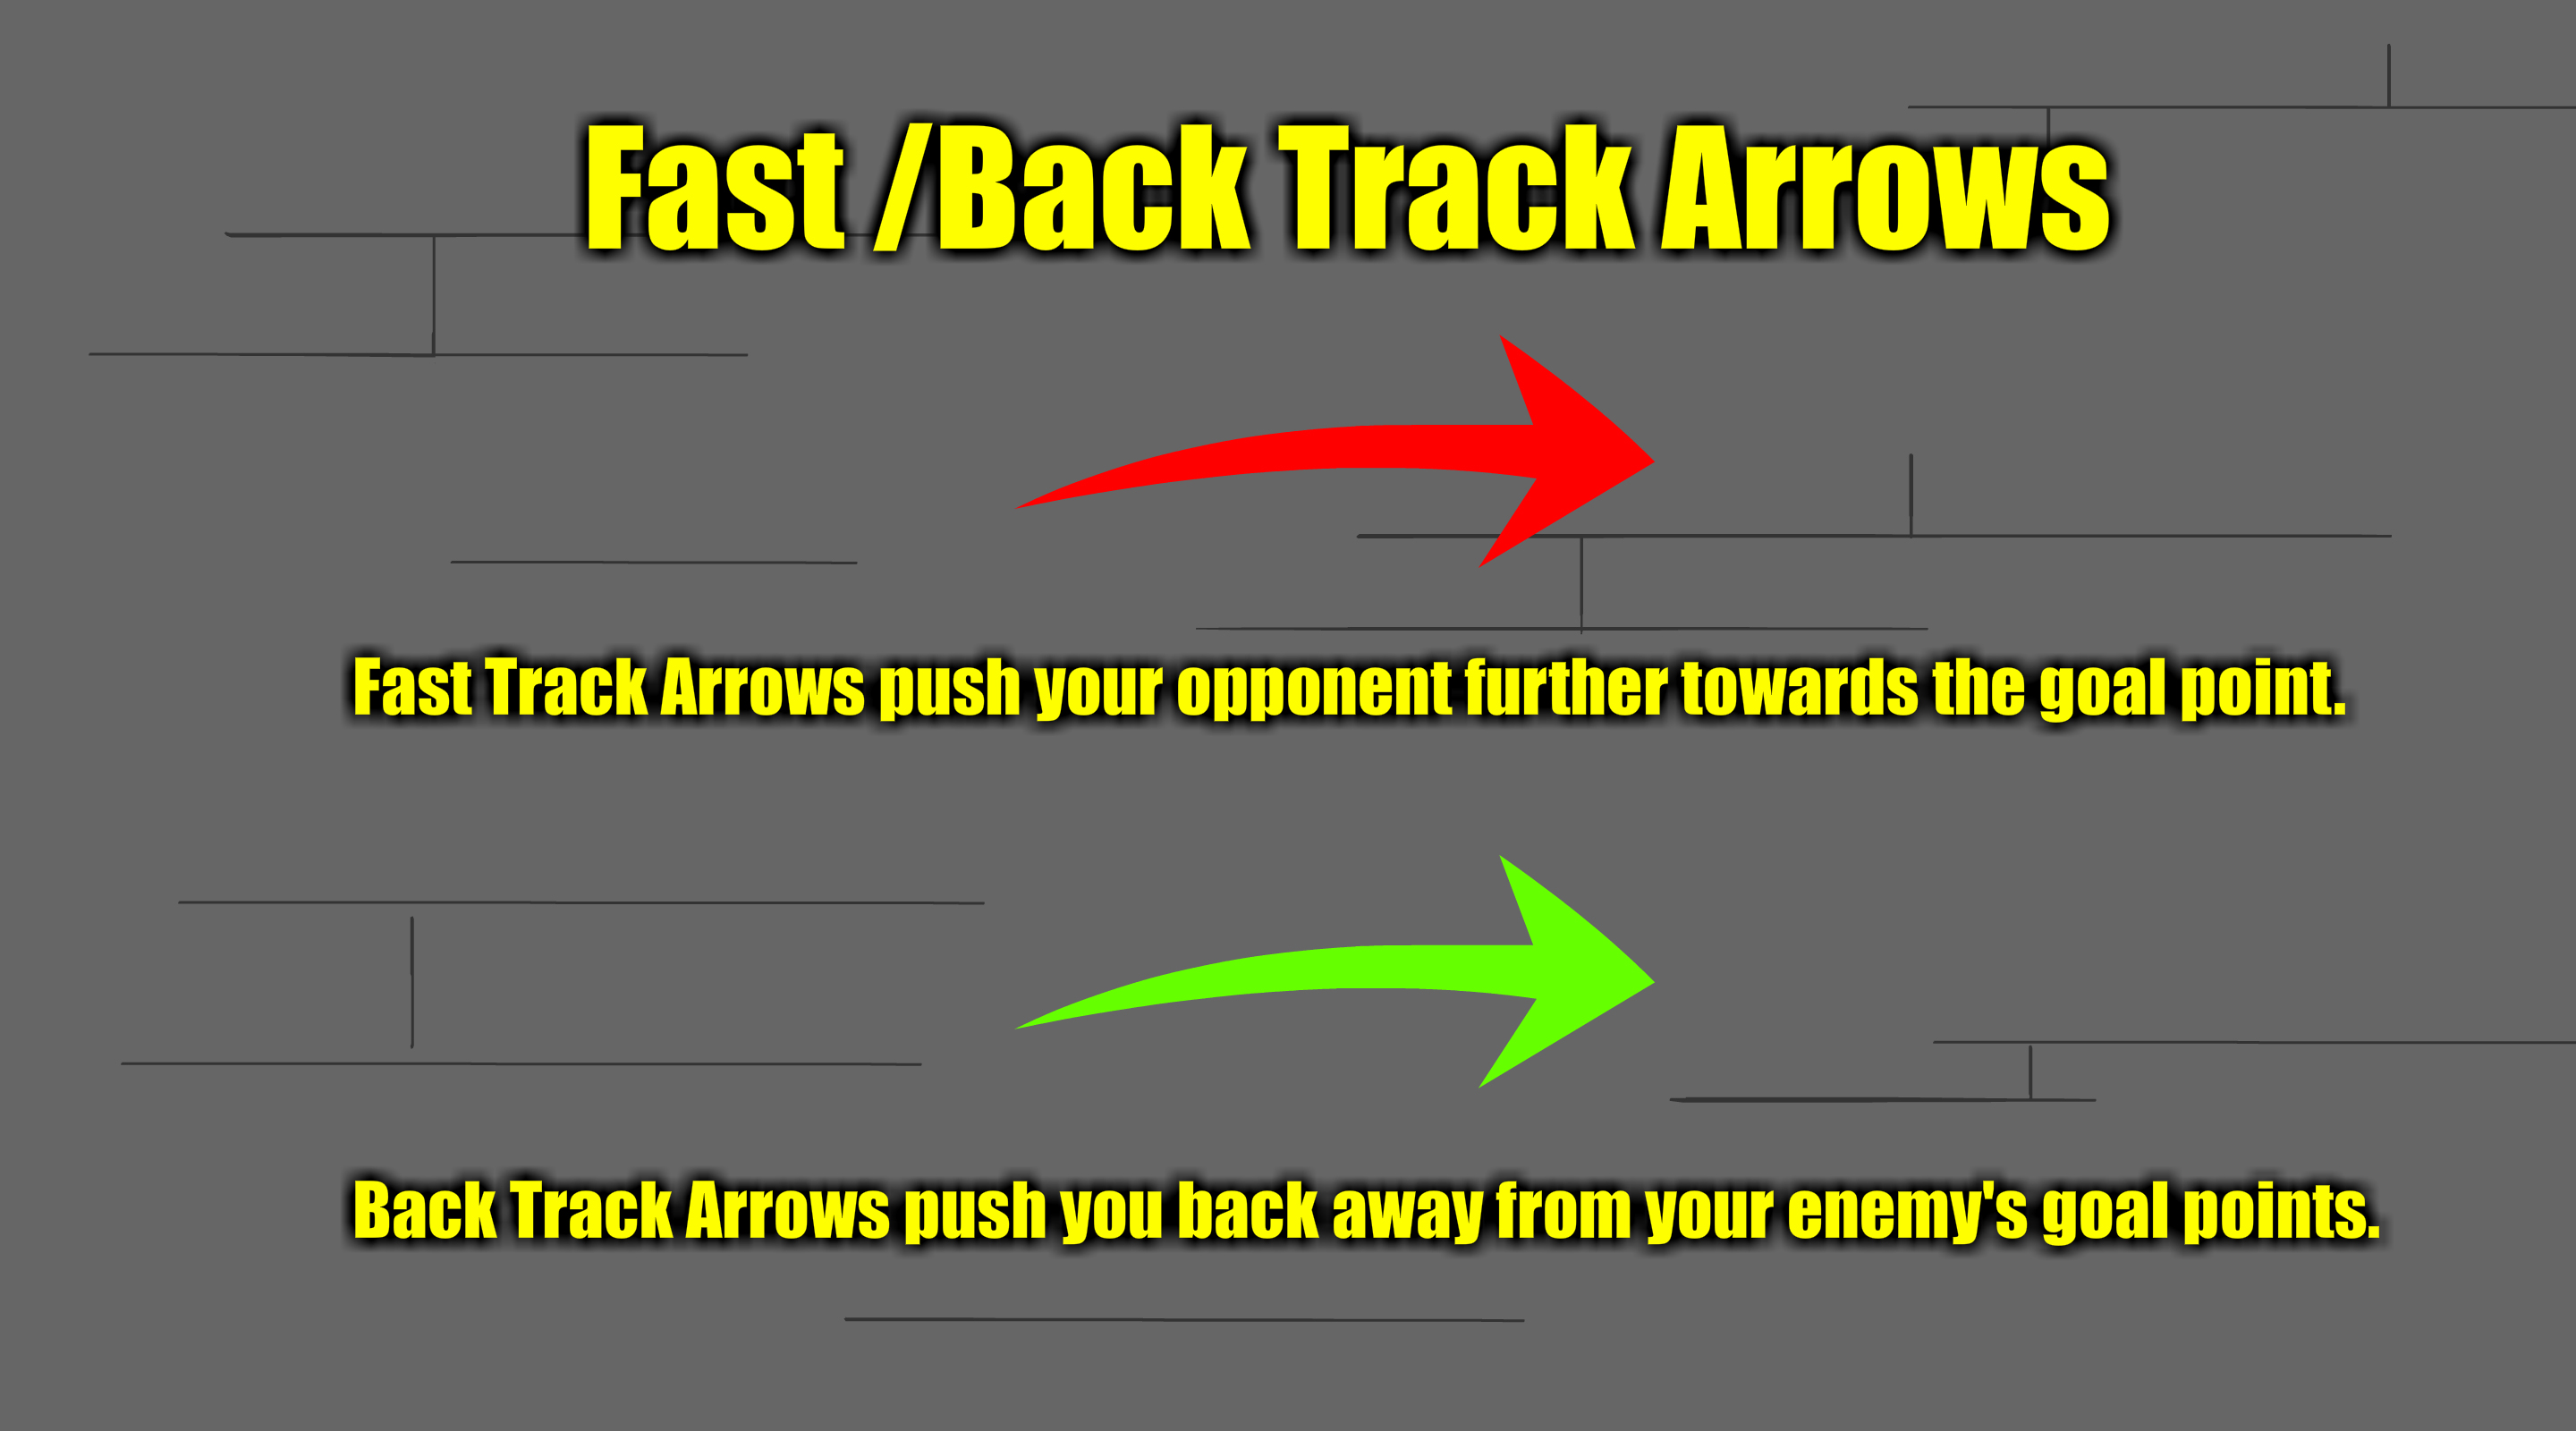 Fast /Back Track Arrows
Fast Track Arrows push your opponent further towards the goal point.
Back Track Arrows push you back away from your enemy's goal points.